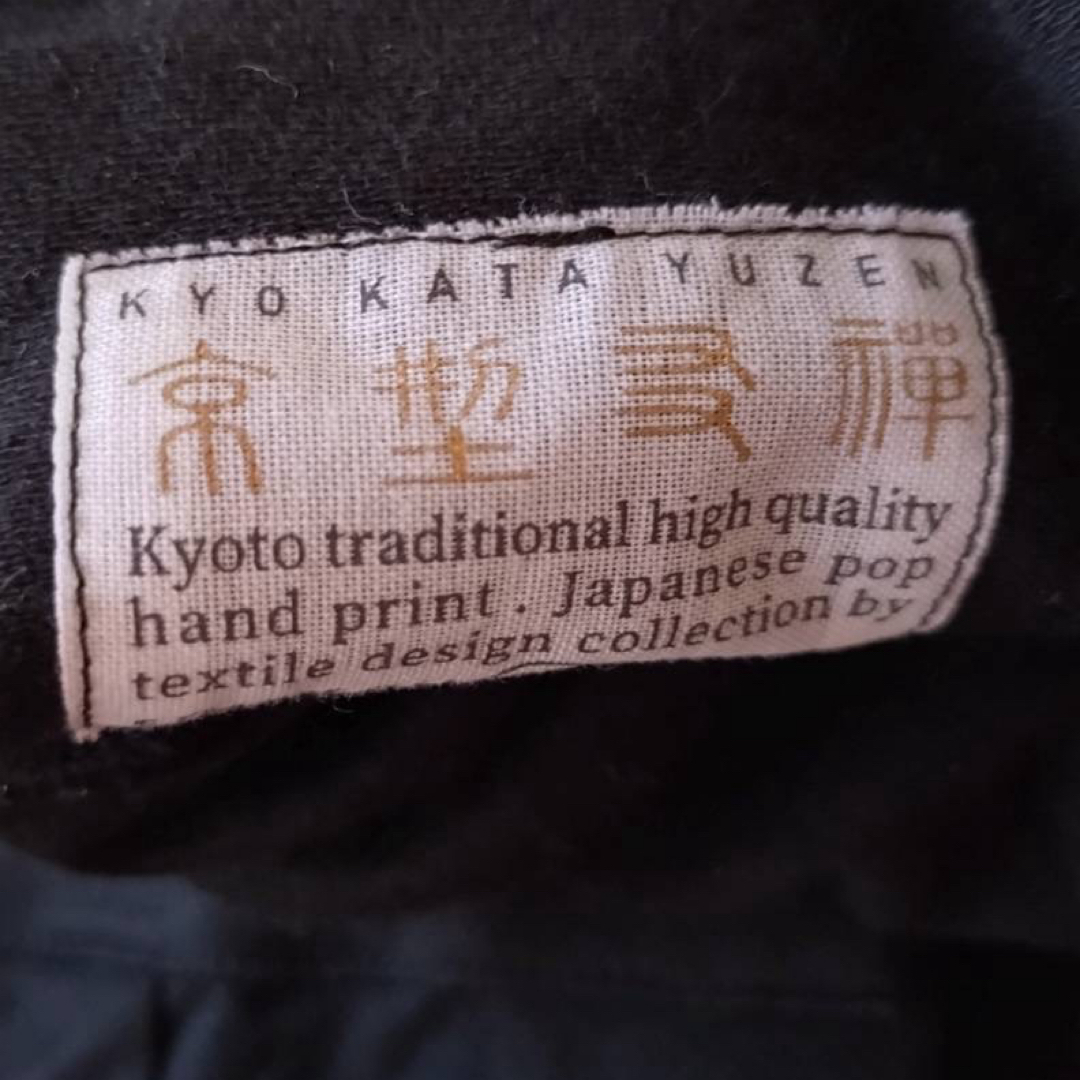 KYO KATA YUZEN
京型友禅
Kyoto traditional high quality
hand print. Japanese pop
textile design collection by